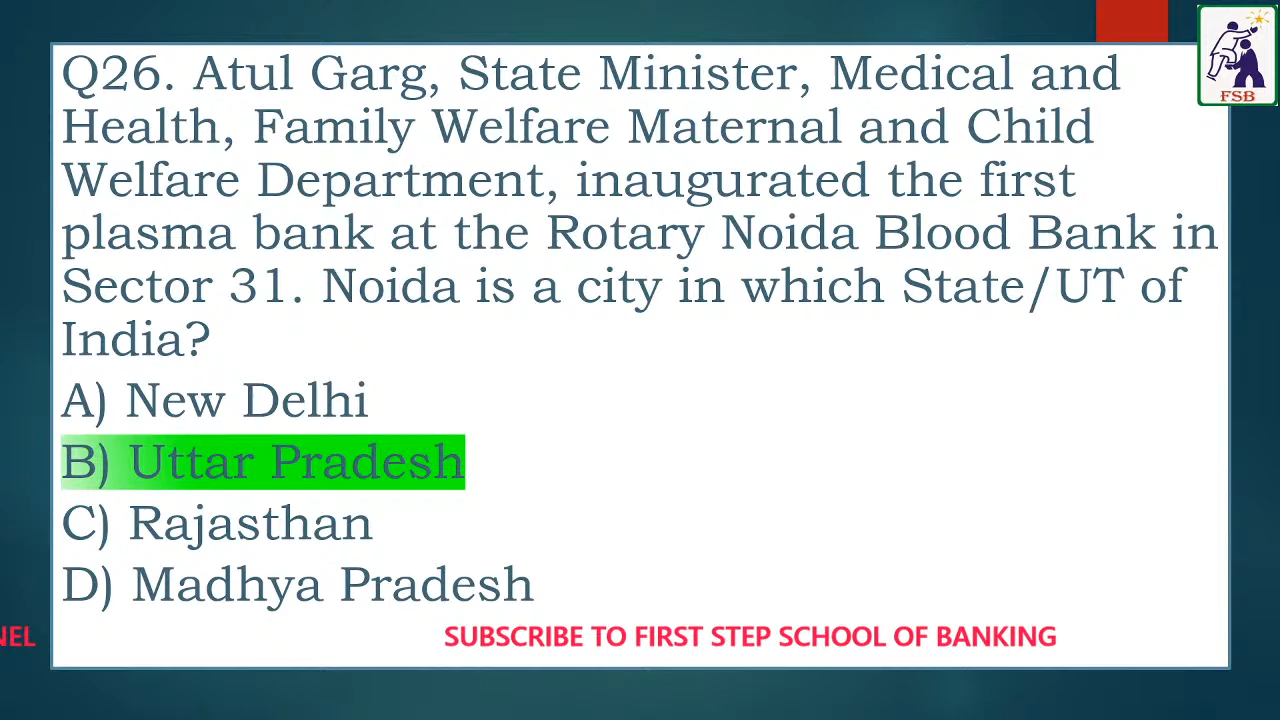 Q26. Atul Garg, State Minister, Medical and
Health, Family Welfare Maternal and Child
Welfare Department, inaugurated the first
plasma bank at the Rotary Noida Blood Bank in
Sector 31. Noida is a city in which State/UT of
India?
A) New Delhi
B) Uttar Pradesh
C) Rajasthan
D) Madhya Pradesh
NEL SUBSCRIBE TO FIRST STEP SCHOOL OF BANKING
FSB